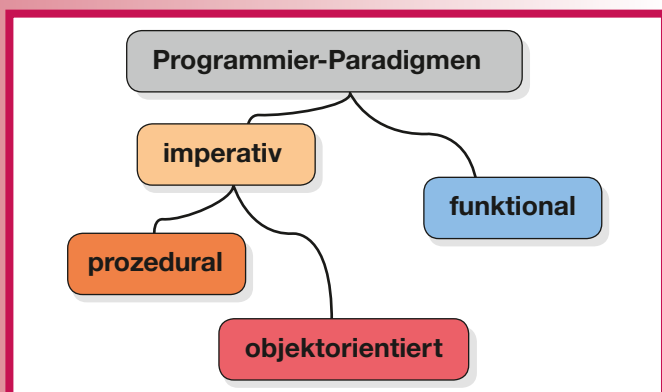 Programmier-Paradigmen
imperativ
funktional
prozedural
objektorientiert